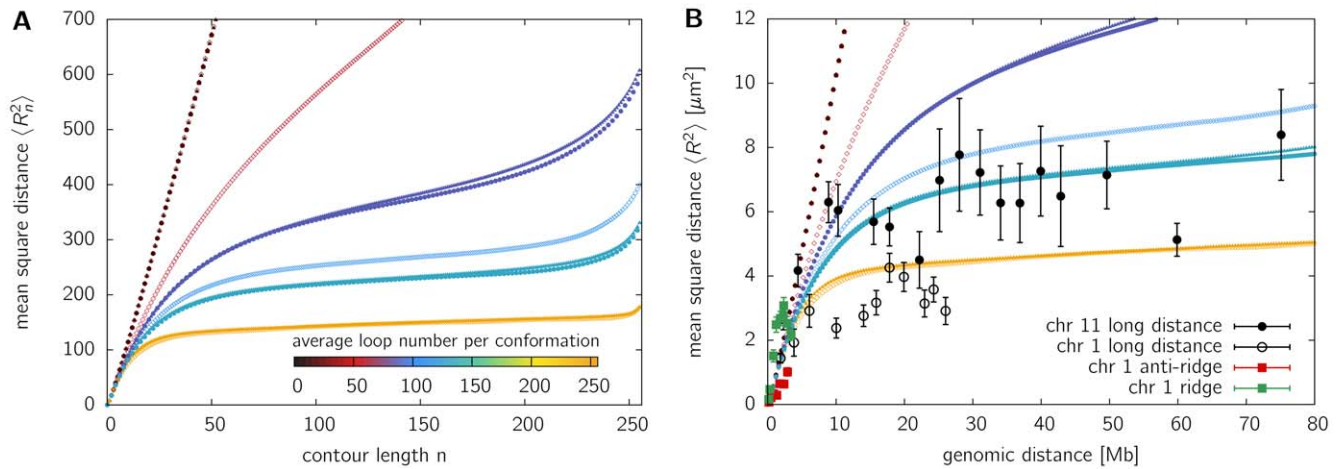 A
mean square distance ⟨R²ₙ⟩
700
600
500
400
300
200
100
0
average loop number per conformation
0 50 100 150 200 250
0 50 100 150 200 250
contour length n
B
mean square distance ⟨R²⟩ [μm²]
12
10
8
6
4
2
0
chr 11 long distance
chr 1 long distance
chr 1 anti-ridge
chr 1 ridge
0 10 20 30 40 50 60 70 80
genomic distance [Mb]